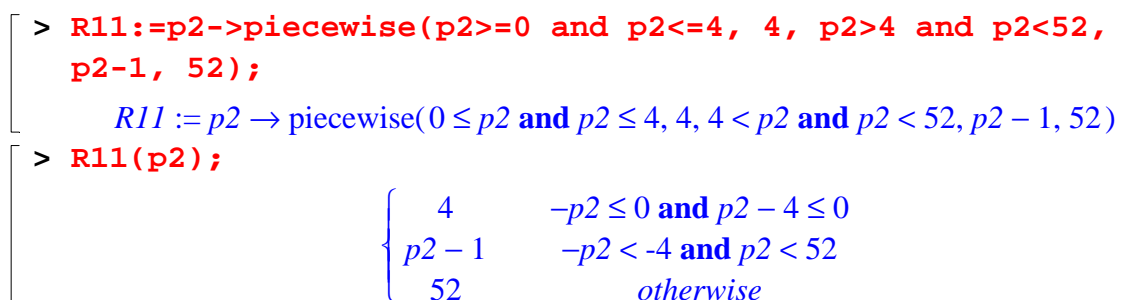 > R11:=p2->piecewise(p2>=0 and p2<=4, 4, p2>4 and p2<52,
p2-1, 52);
R11 := p2 → piecewise( 0 ≤ p2 and p2 ≤ 4, 4, 4 < p2 and p2 < 52, p2 − 1, 52 )
> R11(p2);
4 −p2 ≤ 0 and p2 − 4 ≤ 0
p2 − 1 −p2 < -4 and p2 < 52
52 otherwise